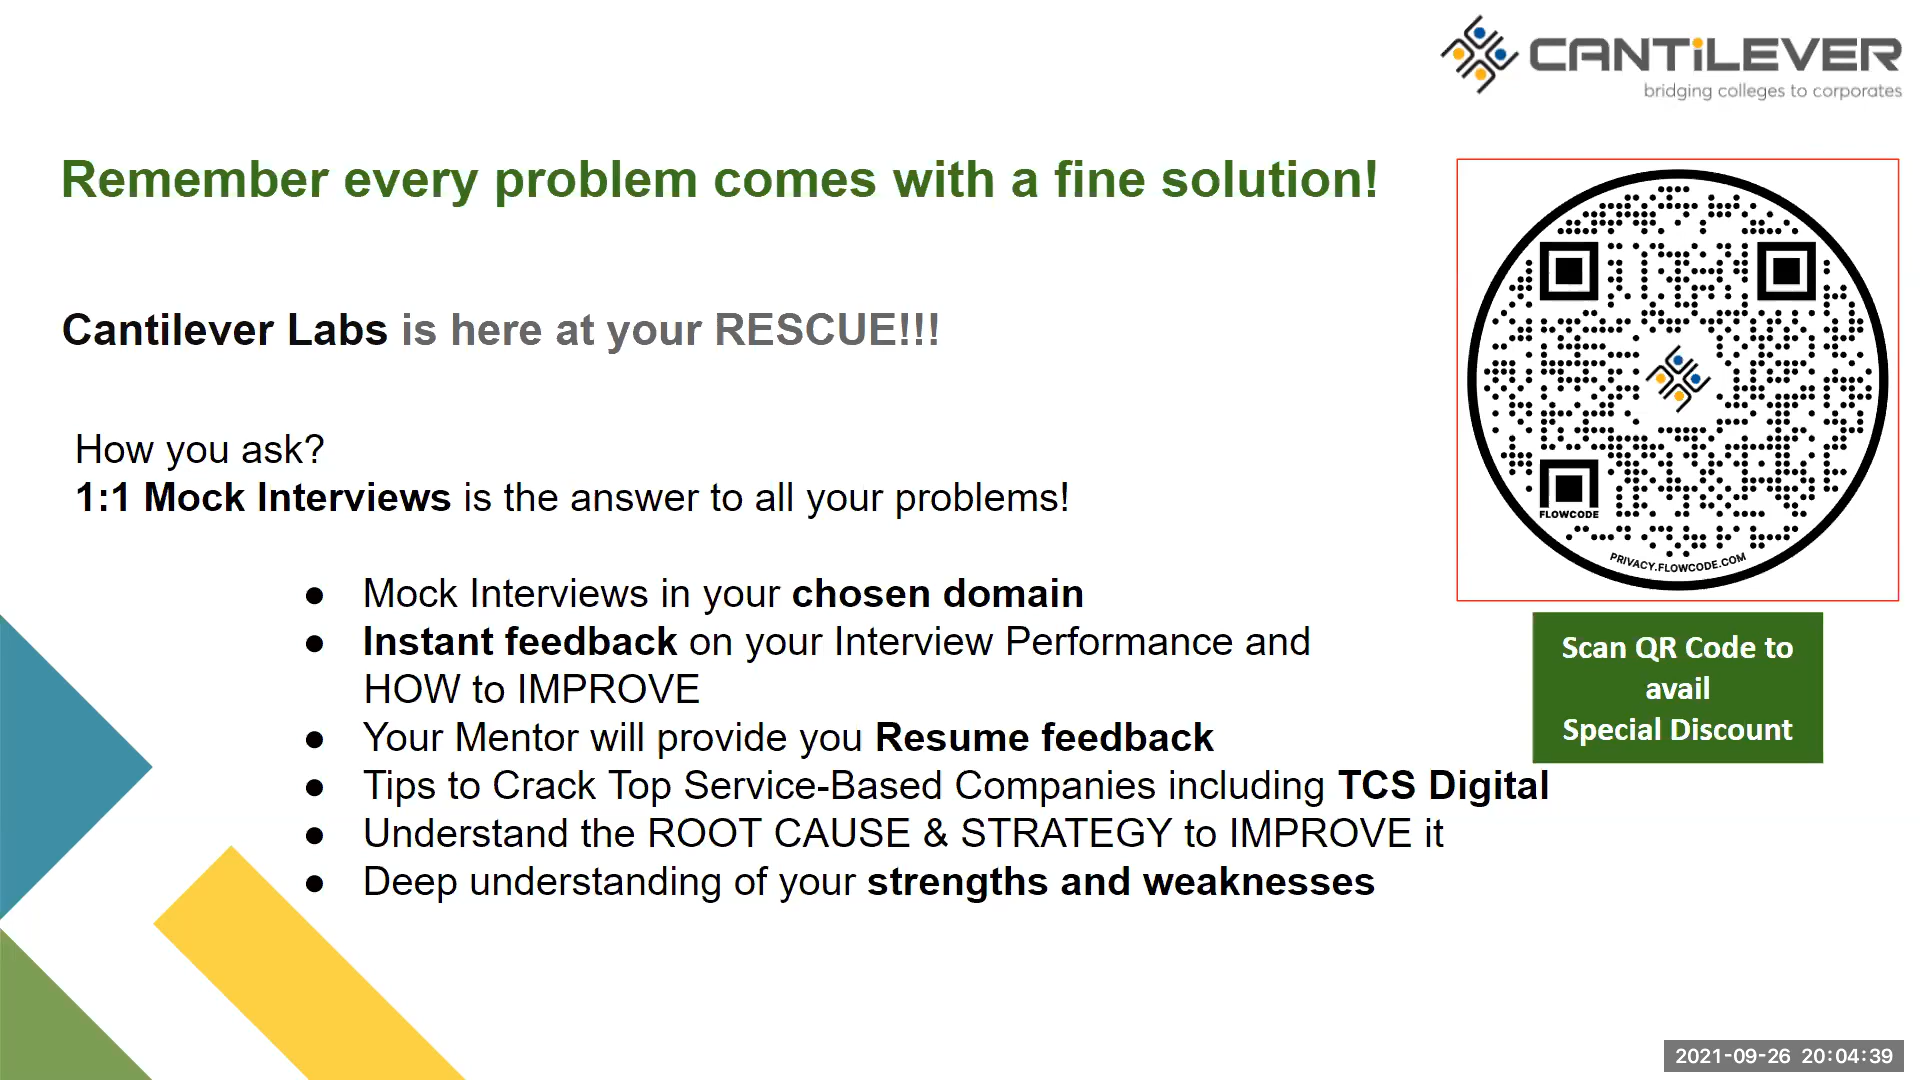 CANTiLEVER
bridging colleges to corporates
Remember every problem comes with a fine solution!
Cantilever Labs is here at your RESCUE!!!
How you ask?
1:1 Mock Interviews is the answer to all your problems!
● Mock Interviews in your chosen domain
● Instant feedback on your Interview Performance and
HOW to IMPROVE
● Your Mentor will provide you Resume feedback
● Tips to Crack Top Service-Based Companies including TCS Digital
● Understand the ROOT CAUSE & STRATEGY to IMPROVE it
● Deep understanding of your strengths and weaknesses
FLOWCODE
PRIVACY.FLOWCODE.COM
Scan QR Code to
avail
Special Discount
2021-09-26 20:04:39